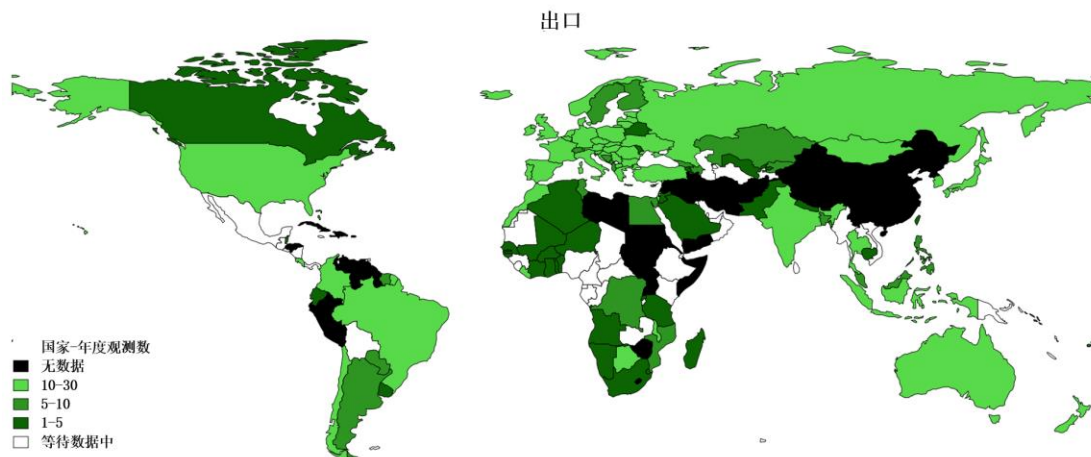 出口
国家-年度观测数
无数据
10-30
5-10
1-5
等待数据中